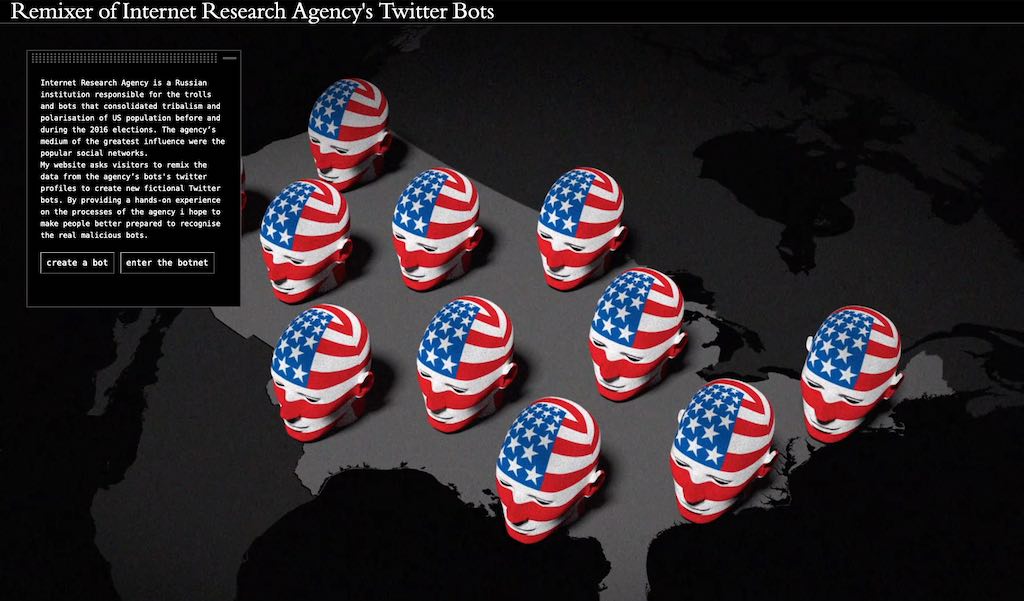 Remixer of Internet Research Agency's Twitter Bots
Internet Research Agency is a Russian
institution responsible for the trolls
and bots that consolidated tribalism and
polarisation of US population before and
during the 2016 elections. The agency's
medium of the greatest influence were the
popular social networks.
My website asks visitors to remix the
data from the agency's bots's twitter
profiles to create new fictional Twitter
bots. By providing a hands-on experience
on the processes of the agency i hope to
make people better prepared to recognise
the real malicious bots.
create a bot
enter the botnet